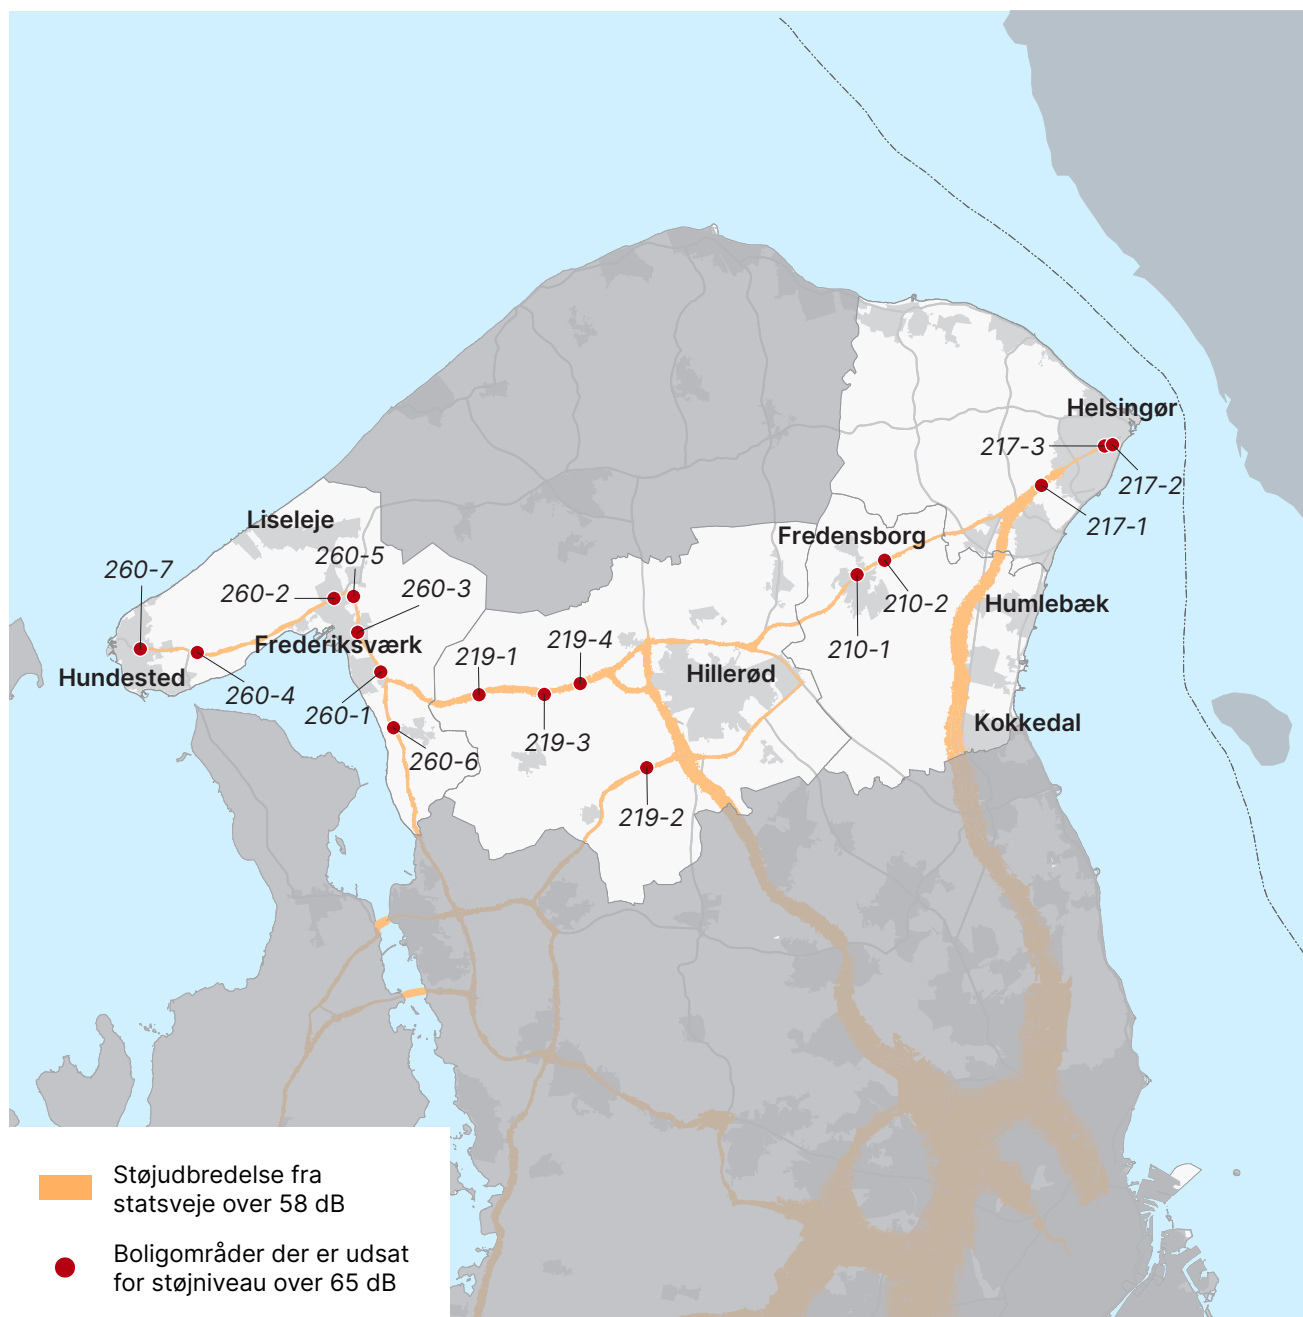 Helsingør
217-3
217-2
217-1
Liseleje
Fredensborg
260-5
260-7
260-3
260-2
210-2
Humlebæk
219-4
Frederiksværk
210-1
219-1
Hundested
Hillerød
260-4
260-1
Kokkedal
219-3
260-6
219-2
Støjudbredelse fra
statsveje over 58 dB
Boligområder der er udsat
for støjniveau over 65 dB